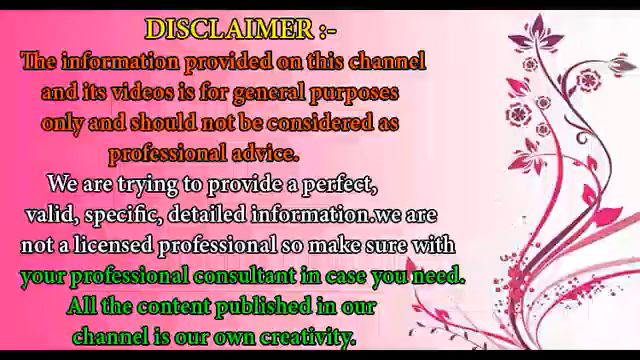 DISCLAIMER :-
The information provided on this channel
and its videos is for general purposes
only and should not be considered as
professional advice.
We are trying to provide a perfect,
valid, specific, detailed information.we are
not a licensed professional so make sure with
your professional consultant in case you need.
All the content published in our
channel is our own creativity.